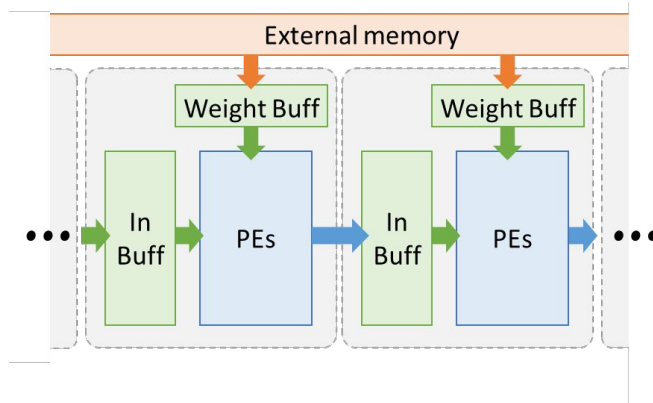 External memory
Weight Buff
Weight Buff
In
Buff
PEs
In
Buff
PEs
••• 
•••